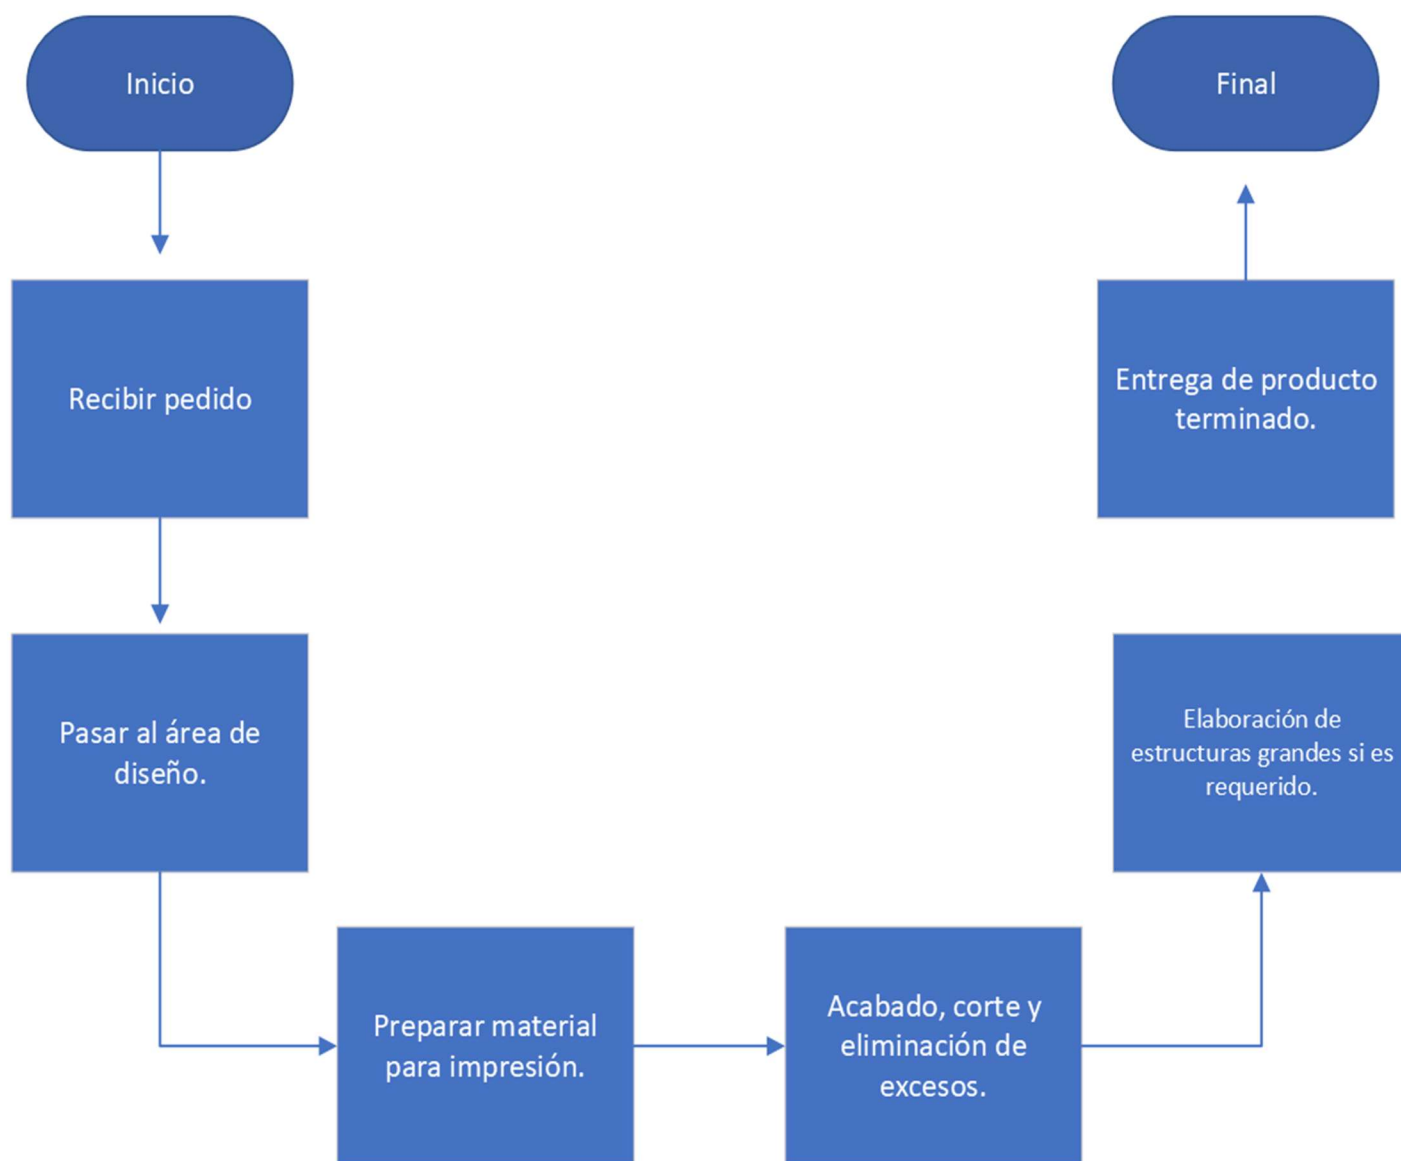 Inicio
Recibir pedido
Pasar al área de
diseño.
Preparar material
para impresión.
Acabado, corte y
eliminación de
excesos.
Elaboración de
estructuras grandes si es
requerido.
Entrega de producto
terminado.
Final